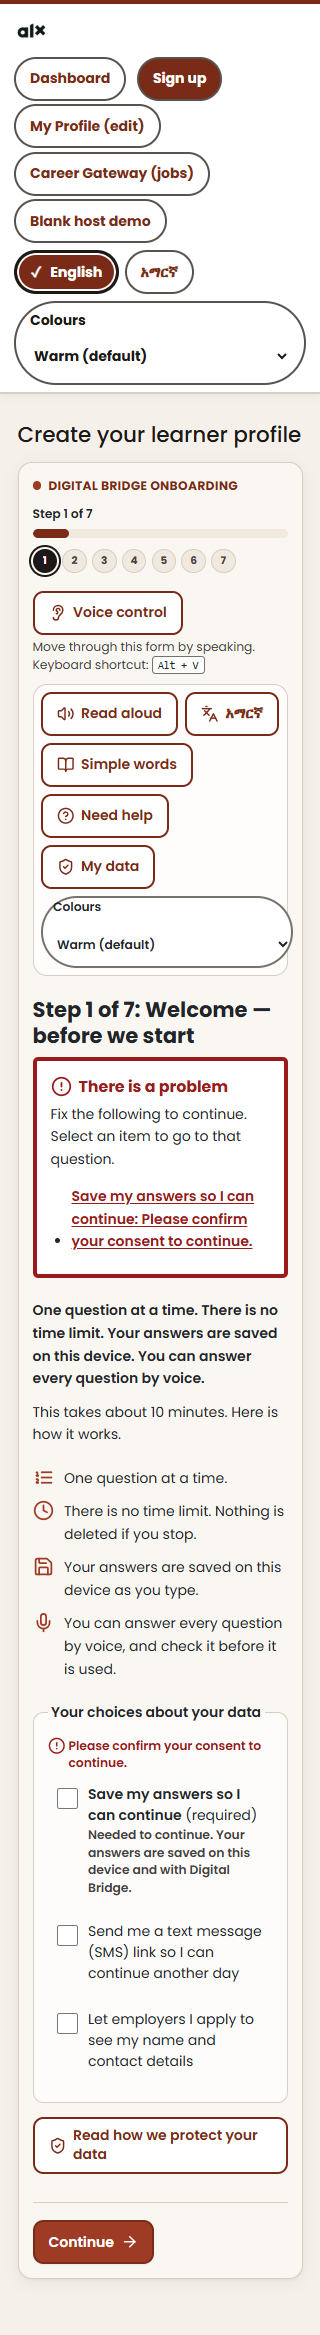 alx
Dashboard
Sign up
My Profile (edit)
Career Gateway (jobs)
Blank host demo
✓ English
አማርኛ
Colours
Warm (default)
Create your learner profile
DIGITAL BRIDGE ONBOARDING
Step 1 of 7
1 2 3 4 5 6 7
Voice control
Move through this form by speaking.
Keyboard shortcut: Alt + V
Read aloud
አማርኛ
Simple words
Need help
My data
Colours
Warm (default)
Step 1 of 7: Welcome —
before we start
There is a problem
Fix the following to continue.
Select an item to go to that
question.
Save my answers so I can
continue: Please confirm
your consent to continue.
One question at a time. There is no
time limit. Your answers are saved
on this device. You can answer
every question by voice.
This takes about 10 minutes. Here is
how it works.
One question at a time.
There is no time limit. Nothing is
deleted if you stop.
Your answers are saved on this
device as you type.
You can answer every question
by voice, and check it before it
is used.
Your choices about your data
Please confirm your consent to
continue.
Save my answers so I
can continue (required)
Needed to continue. Your
answers are saved on this
device and with Digital
Bridge.
Send me a text message
(SMS) link so I can
continue another day
Let employers I apply to
see my name and
contact details
Read how we protect your
data
Continue →